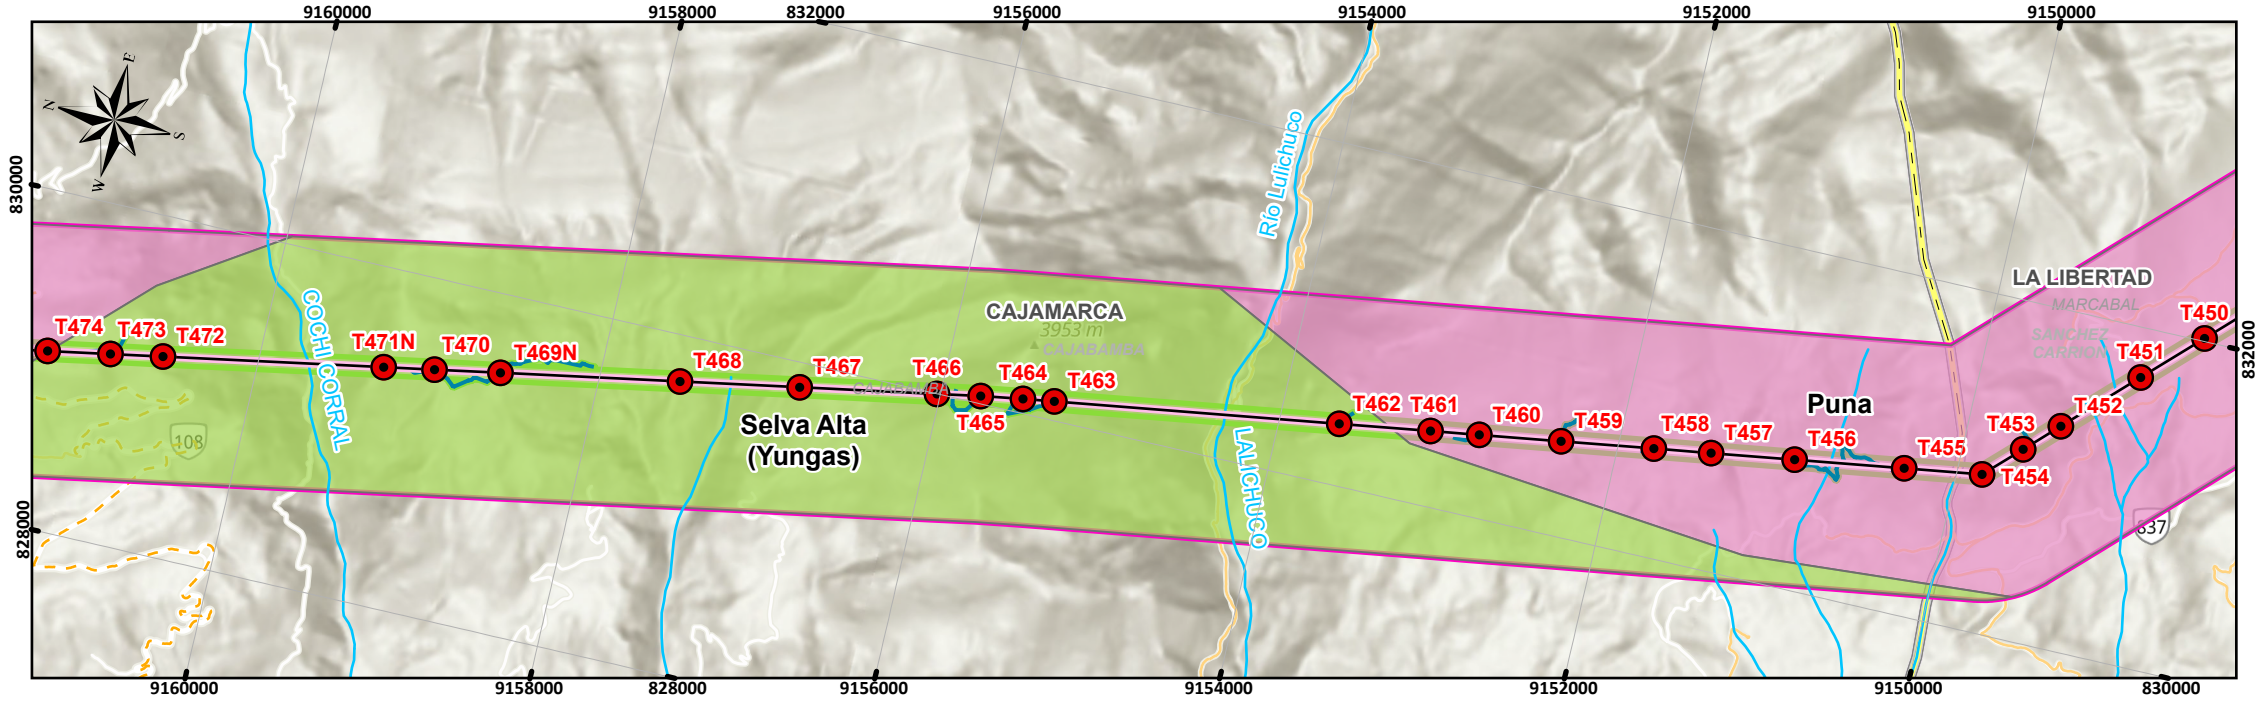 9160000
9158000
832000
9156000
9154000
9152000
9150000
E
N
S
W
830000
828000
Río Lulichuco
COCHI CORRAL
LALICHUCO
CAJAMARCA
3953 m
CAJABAMBA
CAJABAMBA
LA LIBERTAD
MARCABAL
SANCHEZ
CARRION
T474
T473
T472
T471N
T470
T469N
T468
T467
T466
T465
T464
T463
T462
T461
T460
T459
T458
T457
T456
T455
T454
T453
T452
T451
T450
Selva Alta
(Yungas)
Puna
108
837
832000
9160000
9158000
828000
9156000
9154000
9152000
9150000
830000